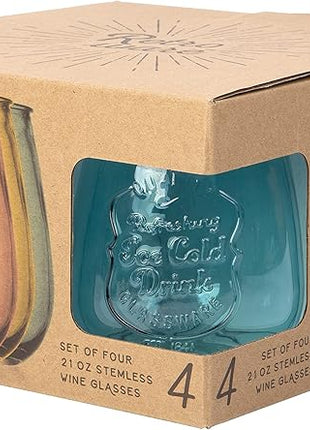 Refreshing
Ice Cold
Drink
GLASSWARE
SET OF FOUR
21 OZ STEMLESS
WINE GLASSES
4
4
SET OF FOUR
21 OZ STEMLESS
WINE GLASSES